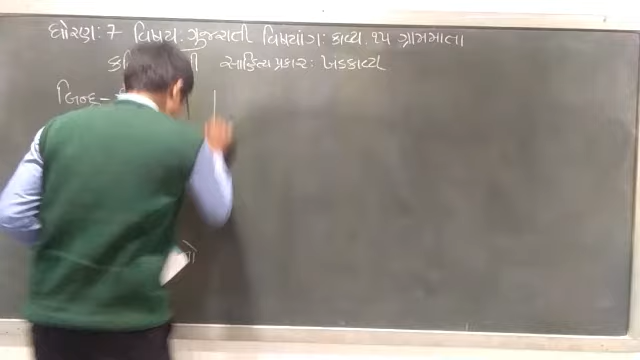 ધોરણ: 7 વિષય: ગુજરાતી વિષયાંગ: કાવ્ય. ૧૫ ગ્રામમાતા
સાહિત્ય પ્રકાર: ખંડકાવ્ય
બિન્દુ-